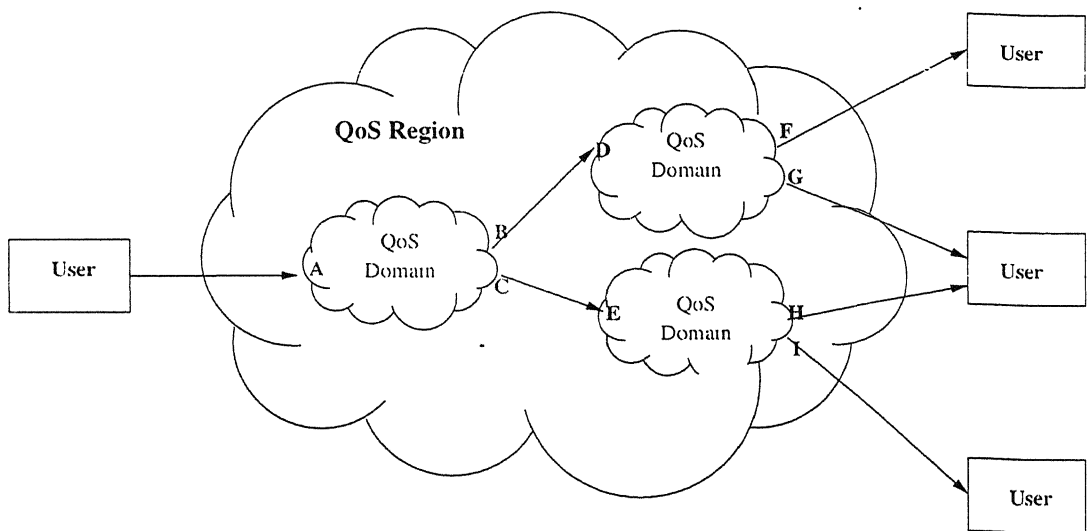 User
F
QoS Region
QoS
Domain
D
G
B
QoS
Domain
User
A
C
User
QoS
Domain
E
H
I
User